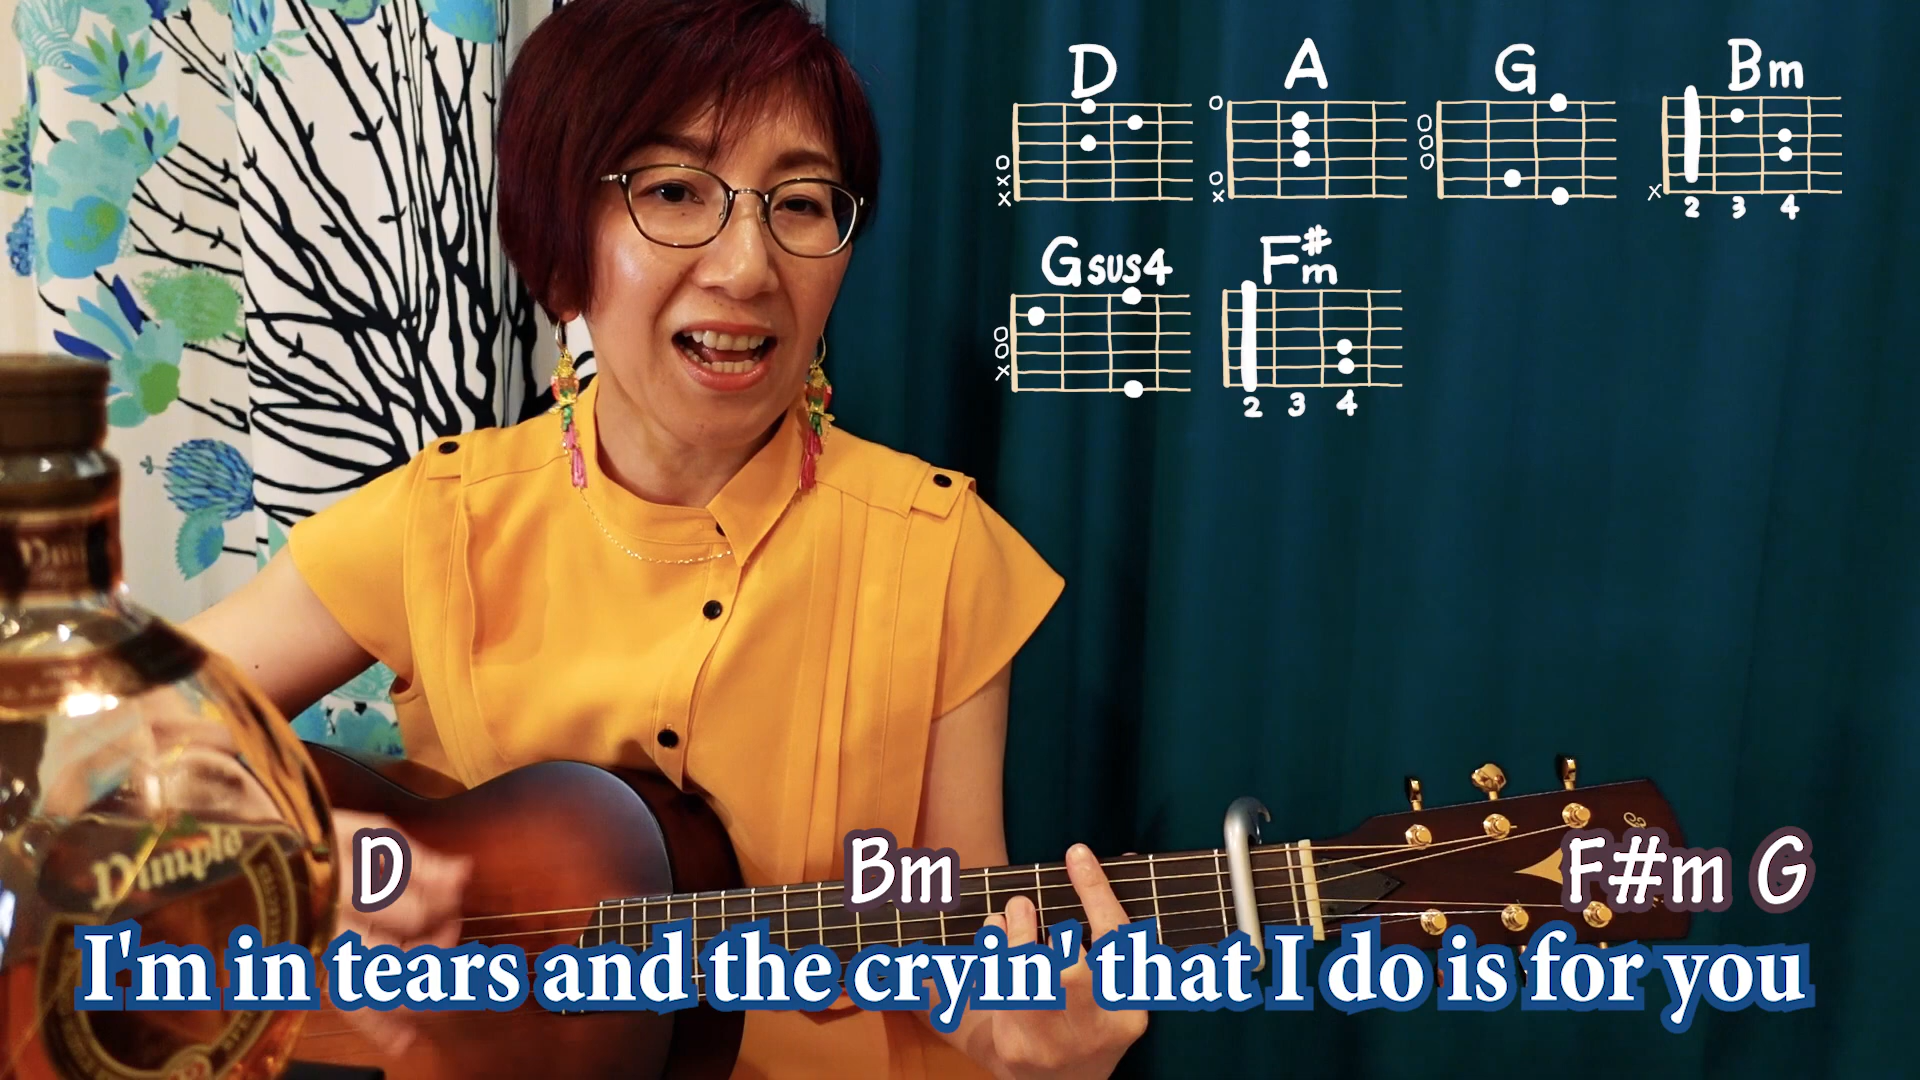 D A G Bm
o o o
x o o o
x x o x
2 3 4
Gsus4 F#m
o
o
x 2 3 4
Dimple
D Bm F#m G
I'm in tears and the cryin' that I do is for you